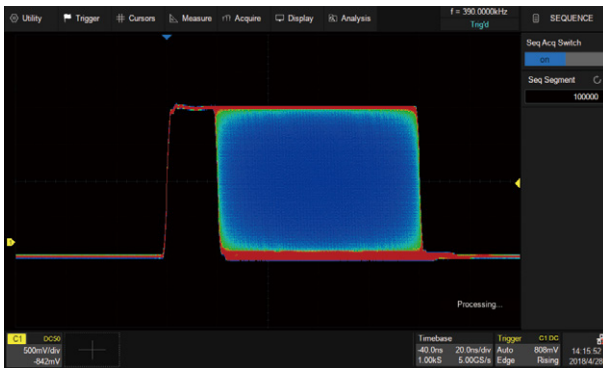 Utility Trigger Cursors Measure Acquire Display Analysis
f = 390.0000kHz
Trig'd
SEQUENCE
Seq Acq Switch
on
Seq Segment
100000
Processing...
C1 DC50
500mV/div
-842mV
Timebase
-40.0ns 20.0ns/div
1.00kS 5.00GS/s
Trigger C1 DC
Auto 808mV
Edge Rising
14:15:52
2018/4/28